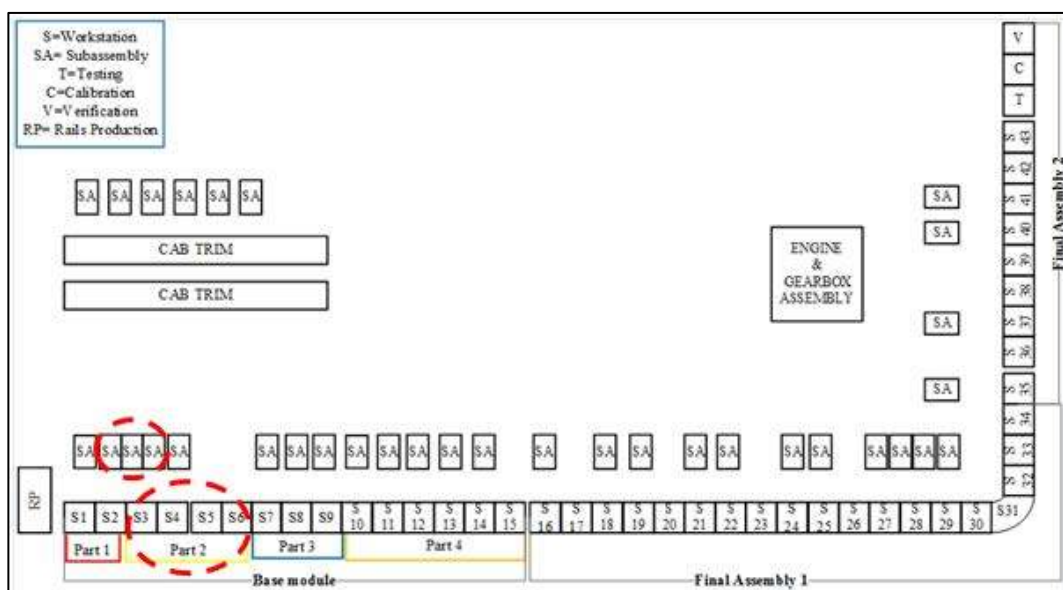 S=Workstation
SA= Subassembly
T=Testing
C=Calibration
V=Verification
RP= Rails Production
V
C
T
S 43
S 42
S 41
S 40
S 39
S 38
S 37
S 36
S 35
S 34
S 33
S 32
Final Assembly 2
SA SA SA SA SA SA
CAB TRIM
CAB TRIM
ENGINE
&
GEARBOX
ASSEMBLY
SA
SA
SA
SA
SA SA SA SA SA SA SA SA SA SA SA SA SA SA SA SA SA SA SA SA SA SA SA SA
RP
S1 S2 S3 S4 S5 S6 S7 S8 S9 S 10 S 11 S 12 S 13 S 14 S 15 S 16 S 17 S 18 S 19 S 20 S 21 S 22 S 23 S 24 S 25 S 26 S 27 S 28 S 29 S 30 S31
Part 1 Part 2 Part 3 Part 4
Base module Final Assembly 1